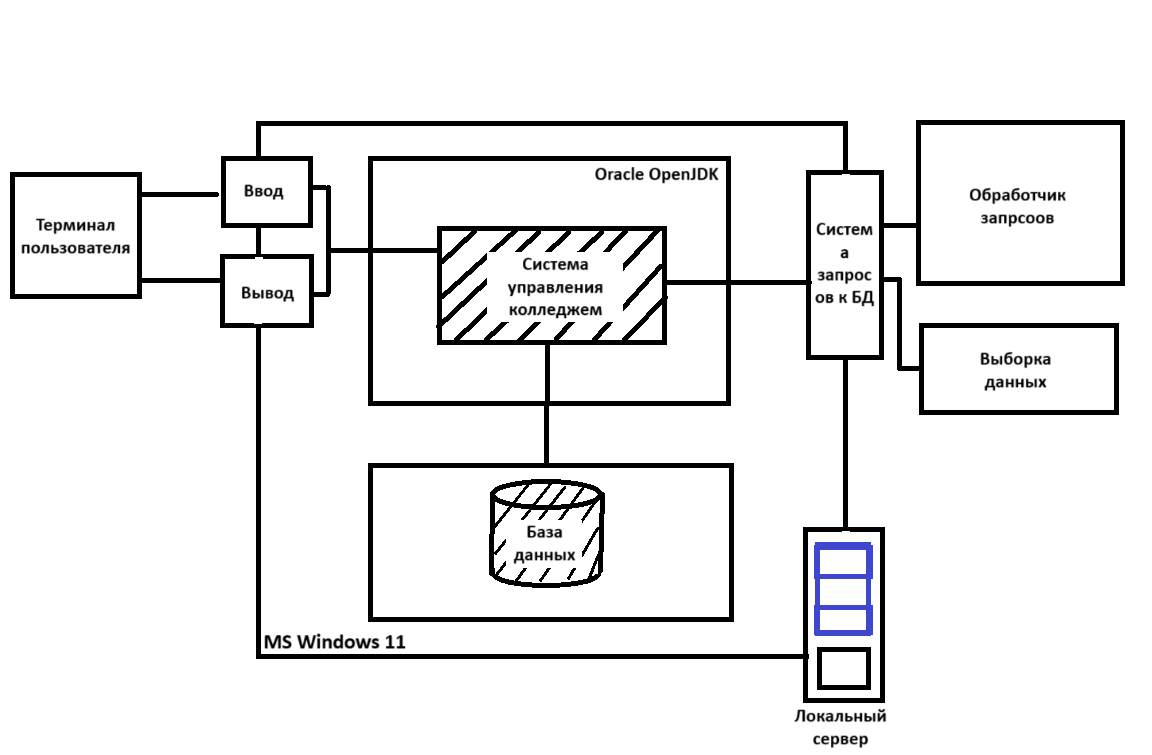 Терминал
пользователя
Ввод
Вывод
Oracle OpenJDK
Система
управления
колледжем
База
данных
MS Windows 11
Систем
а
запрос
ов к БД
Обработчик
запрсоов
Выборка
данных
Локальный
сервер